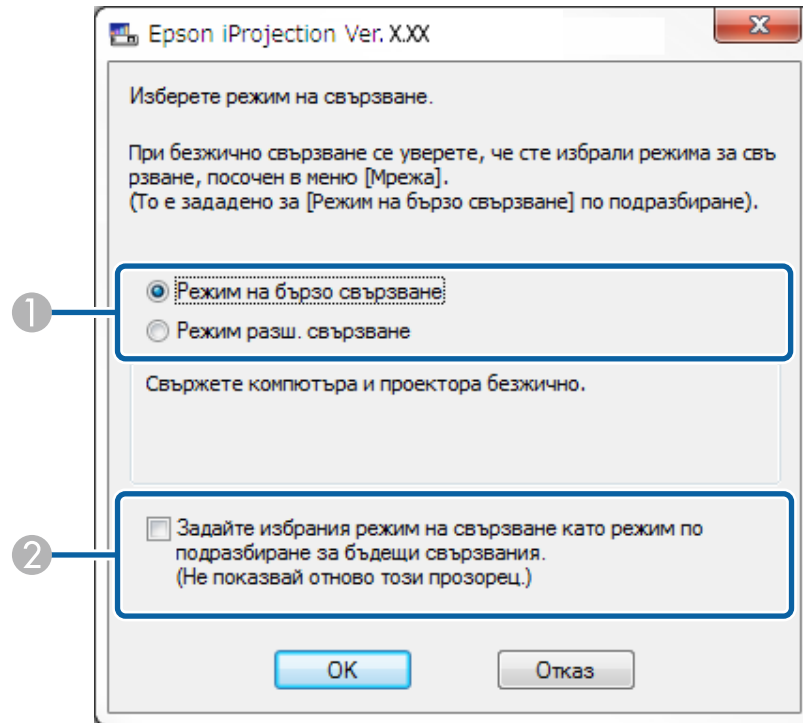 Epson iProjection Ver. X.XX
X
Изберете режим на свързване.
При безжично свързване се уверете, че сте избрали режима за свъ
рзване, посочен в меню [Мрежа].
(То е зададено за [Режим на бързо свързване] по подразбиране).
1
Режим на бързо свързване
Режим разш. свързване
Свържете компютъра и проектора безжично.
2
Задайте избрания режим на свързване като режим по
подразбиране за бъдещи свързвания.
(Не показвай отново този прозорец.)
OK
Отказ